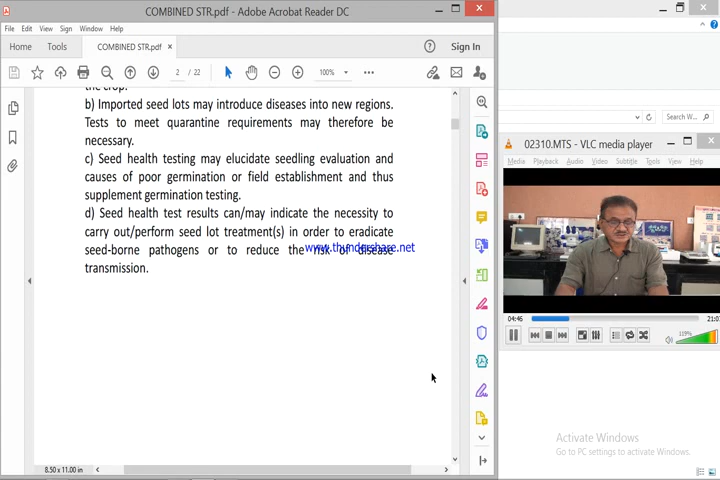 COMBINED STR.pdf - Adobe Acrobat Reader DC
File Edit View Sign Window Help
Home Tools COMBINED STR.pdf × Sign In
2 / 22 100%
the crop.
b) Imported seed lots may introduce diseases into new regions.
Tests to meet quarantine requirements may therefore be
necessary.
c) Seed health testing may elucidate seedling evaluation and
causes of poor germination or field establishment and thus
supplement germination testing.
d) Seed health test results can/may indicate the necessity to
carry out/perform seed lot treatment(s) in order to eradicate
seed-borne pathogens or to reduce the risk of disease
www.thundershare.net
transmission.
8.50 x 11.00 in
Search W...
02310.MTS - VLC media player
Media Playback Audio Video Subtitle Tools View Help
04:46 21:0
119%
Activate Windows
Go to PC settings to activate Windows.